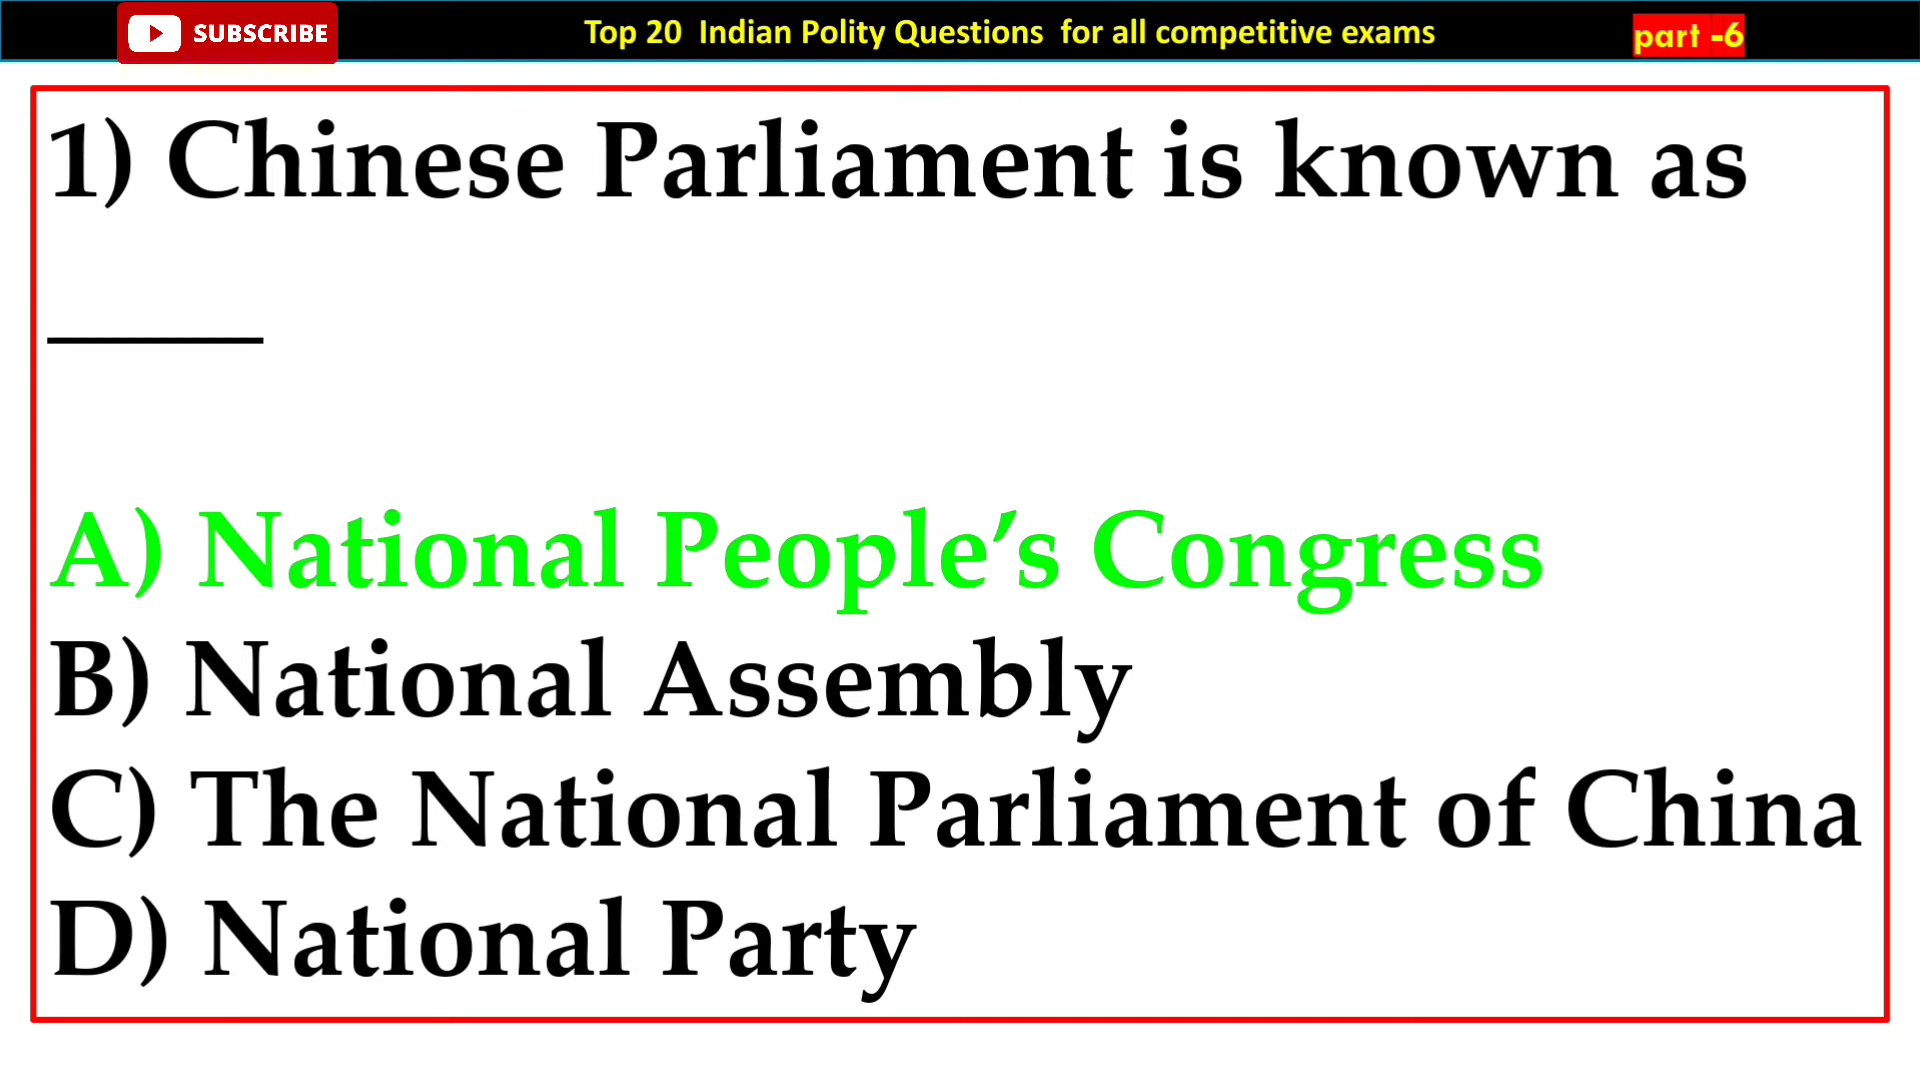 SUBSCRIBE
Top 20 Indian Polity Questions for all competitive exams
part -6
1) Chinese Parliament is known as
_____
A) National People’s Congress
B) National Assembly
C) The National Parliament of China
D) National Party